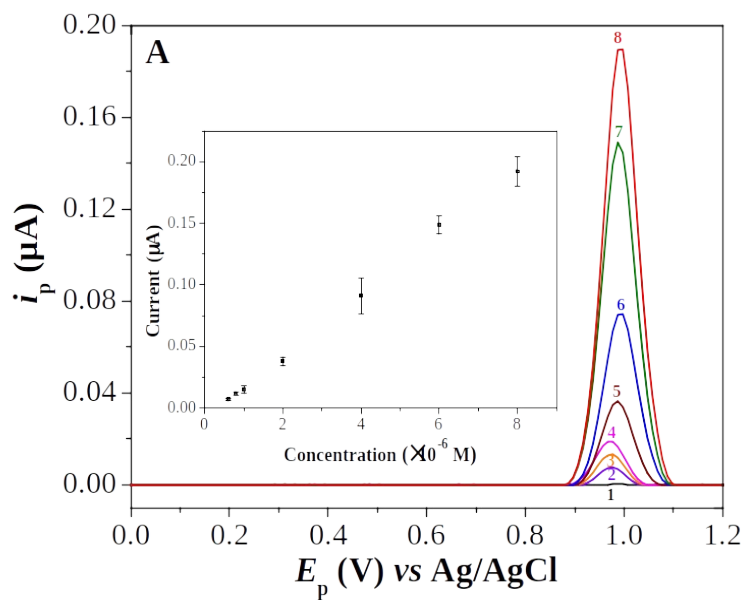 A
0.20
0.16
0.12
0.08
0.04
0.00
i_p (µA)
0.0 0.2 0.4 0.6 0.8 1.0 1.2
E_p (V) vs Ag/AgCl
8
7
6
5
4
3
2
1
0.20
0.15
0.10
0.05
0.00
Current (µA)
0 2 4 6 8
Concentration (×10⁻⁶ M)